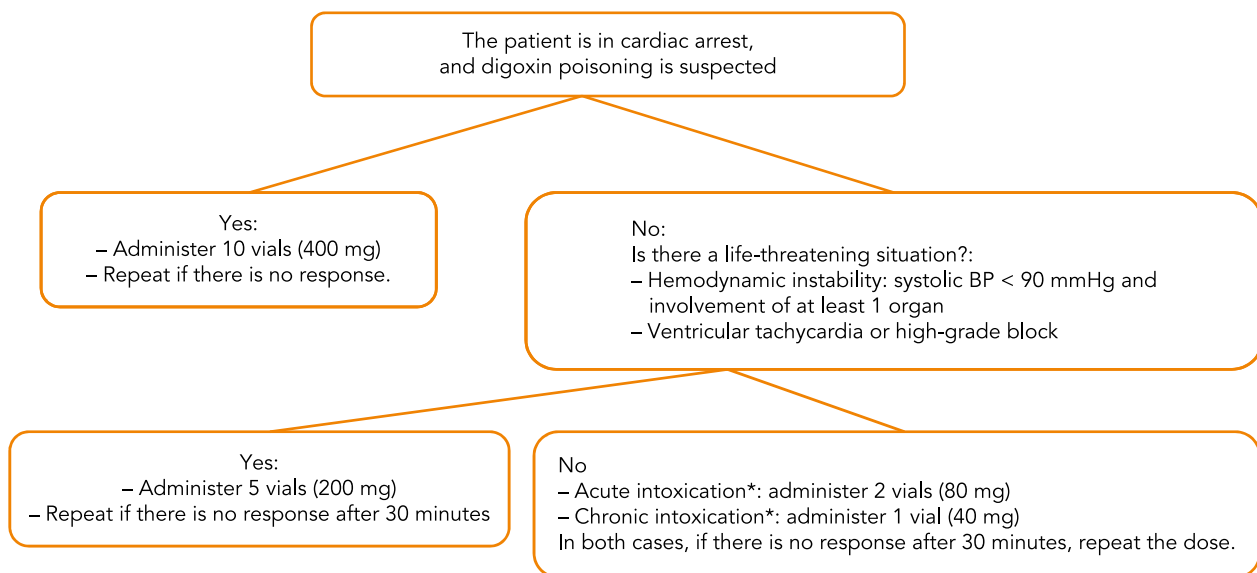 The patient is in cardiac arrest,
and digoxin poisoning is suspected
Yes:
– Administer 10 vials (400 mg)
– Repeat if there is no response.
No:
Is there a life-threatening situation?:
– Hemodynamic instability: systolic BP < 90 mmHg and
involvement of at least 1 organ
– Ventricular tachycardia or high-grade block
Yes:
– Administer 5 vials (200 mg)
– Repeat if there is no response after 30 minutes
No
– Acute intoxication*: administer 2 vials (80 mg)
– Chronic intoxication*: administer 1 vial (40 mg)
In both cases, if there is no response after 30 minutes, repeat the dose.